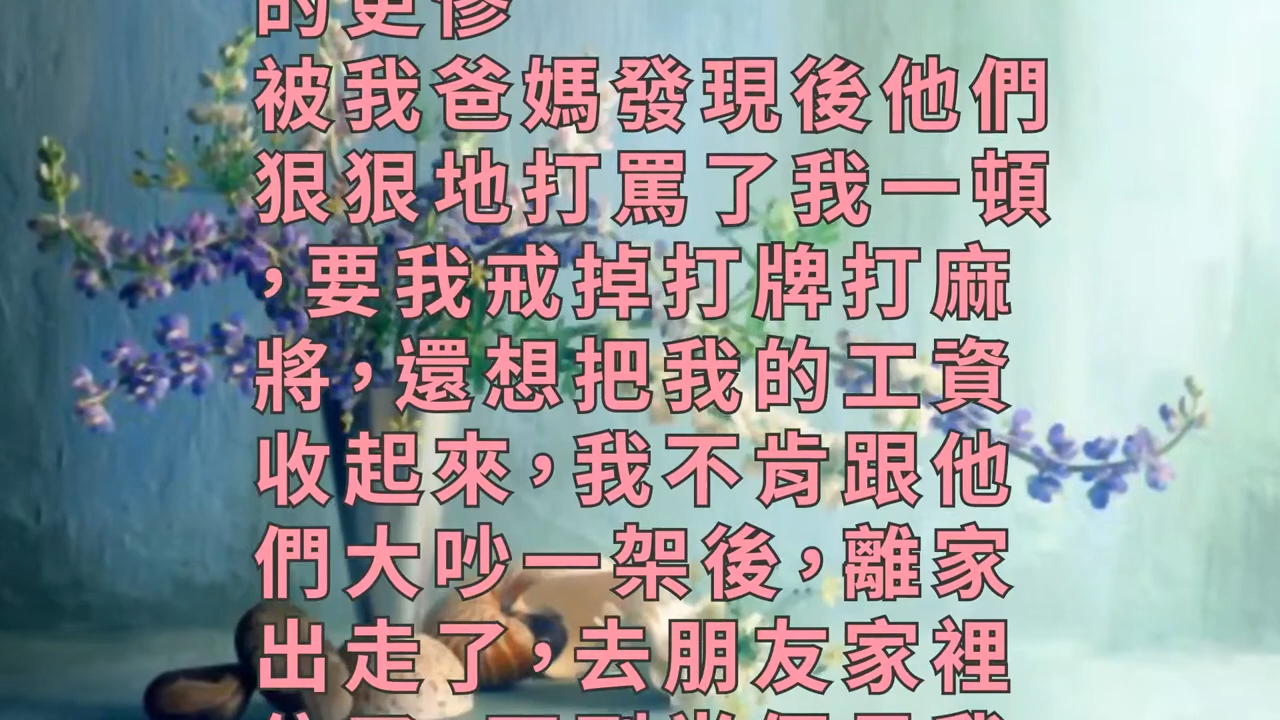 的更慘
被我爸媽發現後他們
狠狠地打罵了我一頓
，要我戒掉打牌打麻
將，還想把我的工資
收起來，我不肯跟他
們大吵一架後，離家
出走了，去朋友家裡